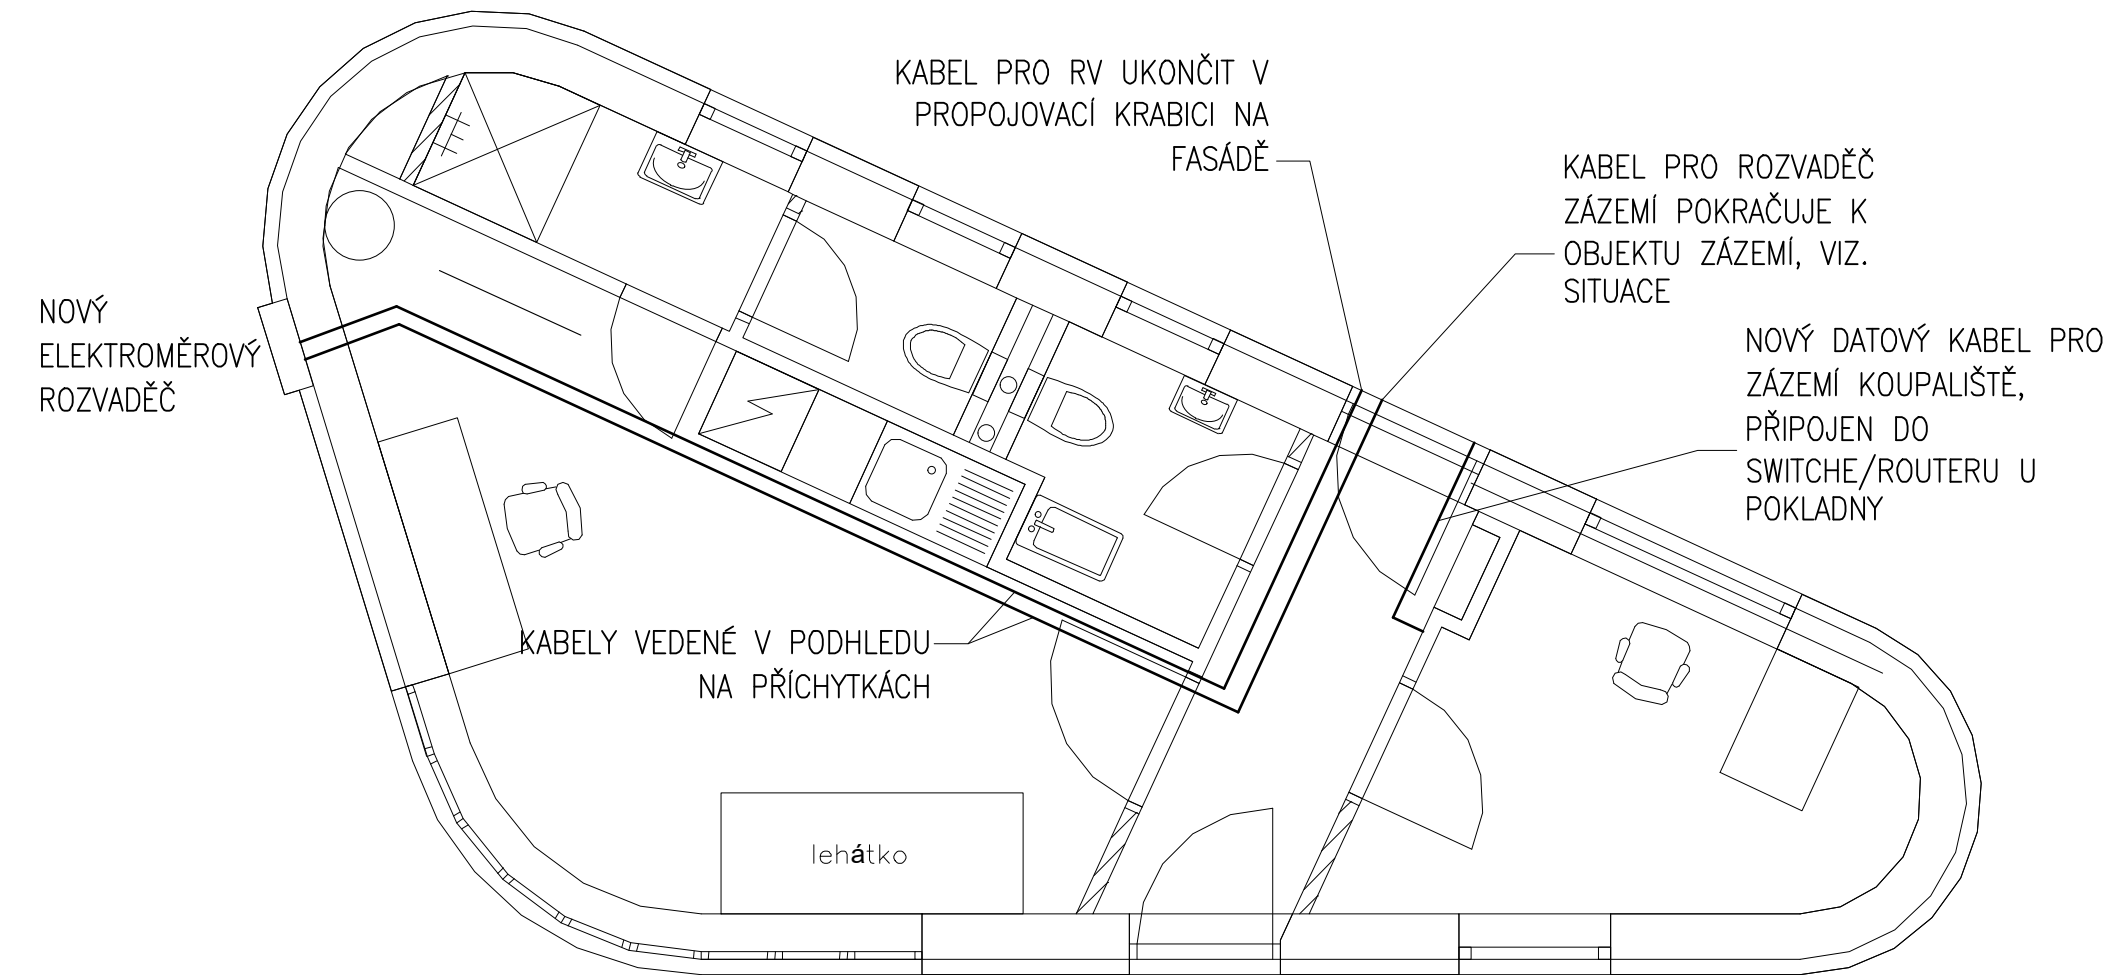 KABEL PRO RV UKONČIT V
PROPOJOVACÍ KRABICI NA
FASÁDĚ
KABEL PRO ROZVADĚČ
ZÁZEMÍ POKRAČUJE K
OBJEKTU ZÁZEMÍ, VIZ.
SITUACE
NOVÝ
ELEKTROMĚROVÝ
ROZVADĚČ
NOVÝ DATOVÝ KABEL PRO
ZÁZEMÍ KOUPALIŠTĚ,
PŘIPOJEN DO
SWITCHE/ROUTERU U
POKLADNY
KABELY VEDENÉ V PODHLEDU
NA PŘÍCHYTKÁCH
lehátko